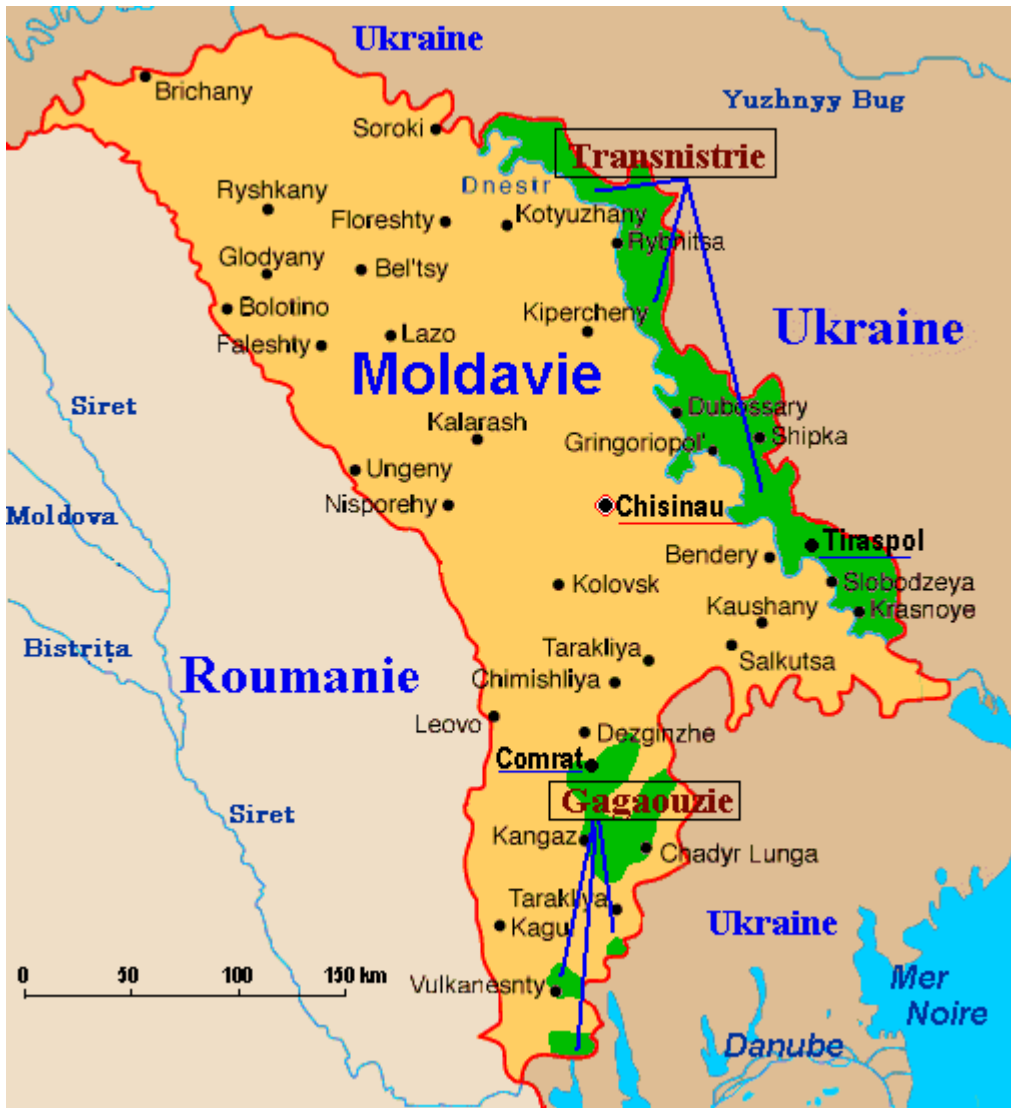 Ukraine
Brichany
Yuzhnyy Bug
Soroki
Transnistrie
Dnestr
Ryshkany
Floreshty
Kotyuzhany
Rybnitsa
Glodyany
Bel'tsy
Bolotino
Kipercheny
Ukraine
Faleshty
Lazo
Moldavie
Siret
Dubossary
Kalarash
Gringoriopol'
Shipka
Ungeny
Nisporehy
Chisinau
Moldova
Tiraspol
Bendery
Kolovsk
Slobodzeya
Kaushany
Krasnoye
Bistrița
Tarakliya
Salkutsa
Roumanie
Chimishliya
Leovo
Dezginzhe
Comrat
Gagaouzie
Siret
Kangaz
Chadyr Lunga
Tarakliya
Kagu
Ukraine
0 50 100 150 km
Vulkanesnty
Mer
Noire
Danube